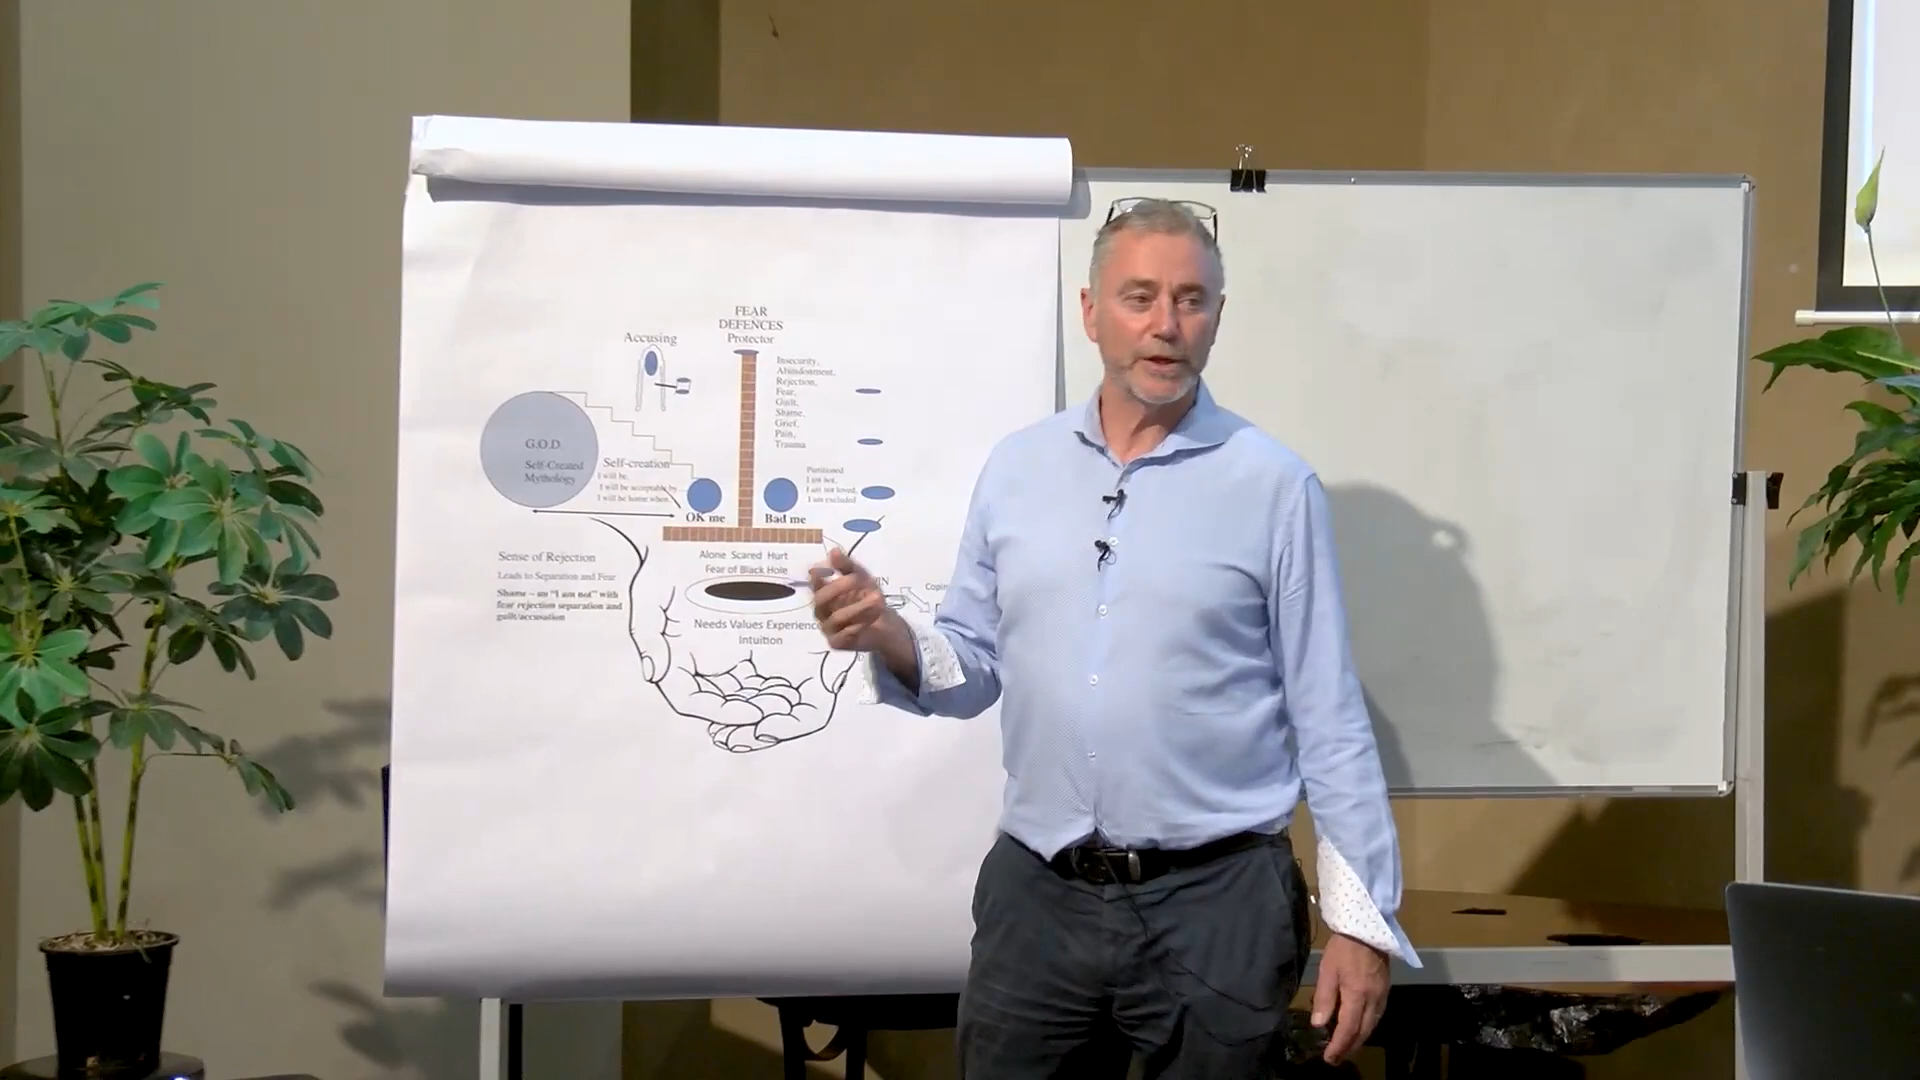 FEAR
DEFENCES
Protector
Accusing
Insecurity,
Abandonment,
Rejection,
Fear,
Guilt,
Shame,
Grief,
Pain,
Trauma
G.O.D.
Self-Created
Mythology
Self-creation
I will be,
I will be acceptable by
I will be home when
Partitioned
I am not,
I am not loved,
I am excluded
OK me
Bad me
Alone Scared Hurt
Fear of Black Hole
Sense of Rejection
Leads to Separation and Fear
Shame – an "I am not" with
fear rejection separation and
guilt/accusation
Needs Values Experience
Intuition